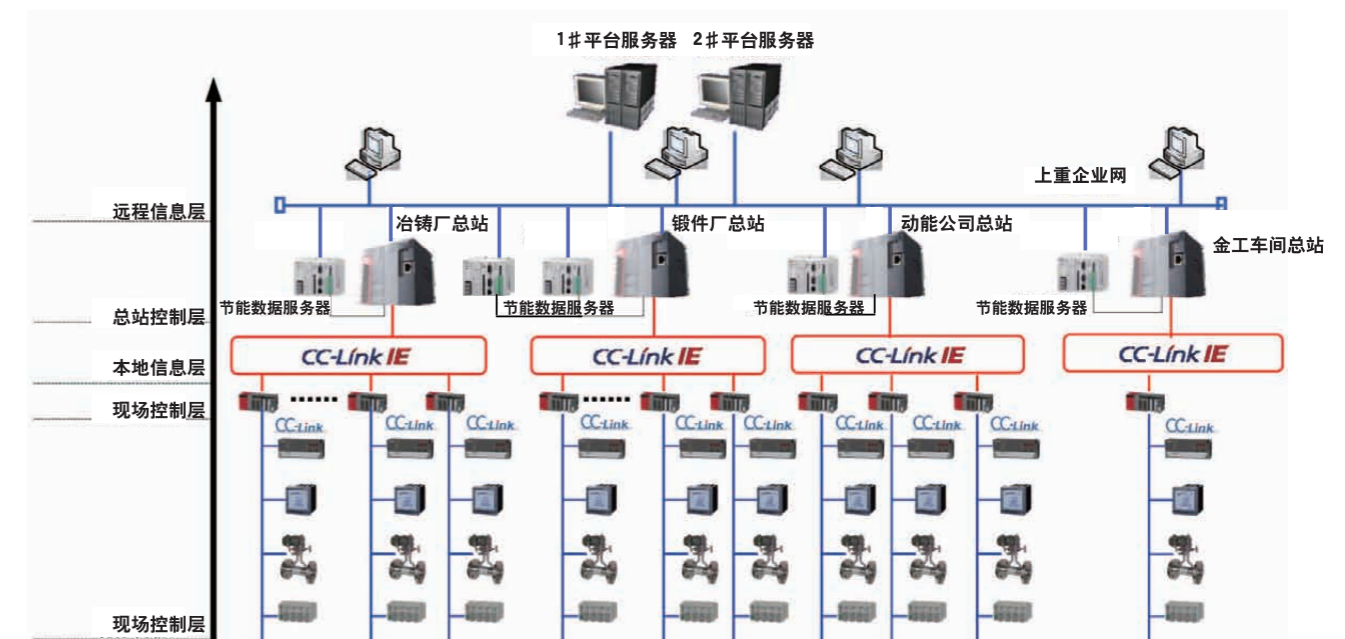 1#平台服务器 2#平台服务器
上重企业网
远程信息层
冶铸厂总站 锻件厂总站 动能公司总站
金工车间总站
节能数据服务器 节能数据服务器 节能数据服务器 节能数据服务器
总站控制层
CC-Link IE CC-Link IE CC-Link IE CC-Link IE
本地信息层
现场控制层
CC-Link CC-Link CC-Link CC-Link CC-Link CC-Link CC-Link CC-Link CC-Link CC-Link
现场控制层